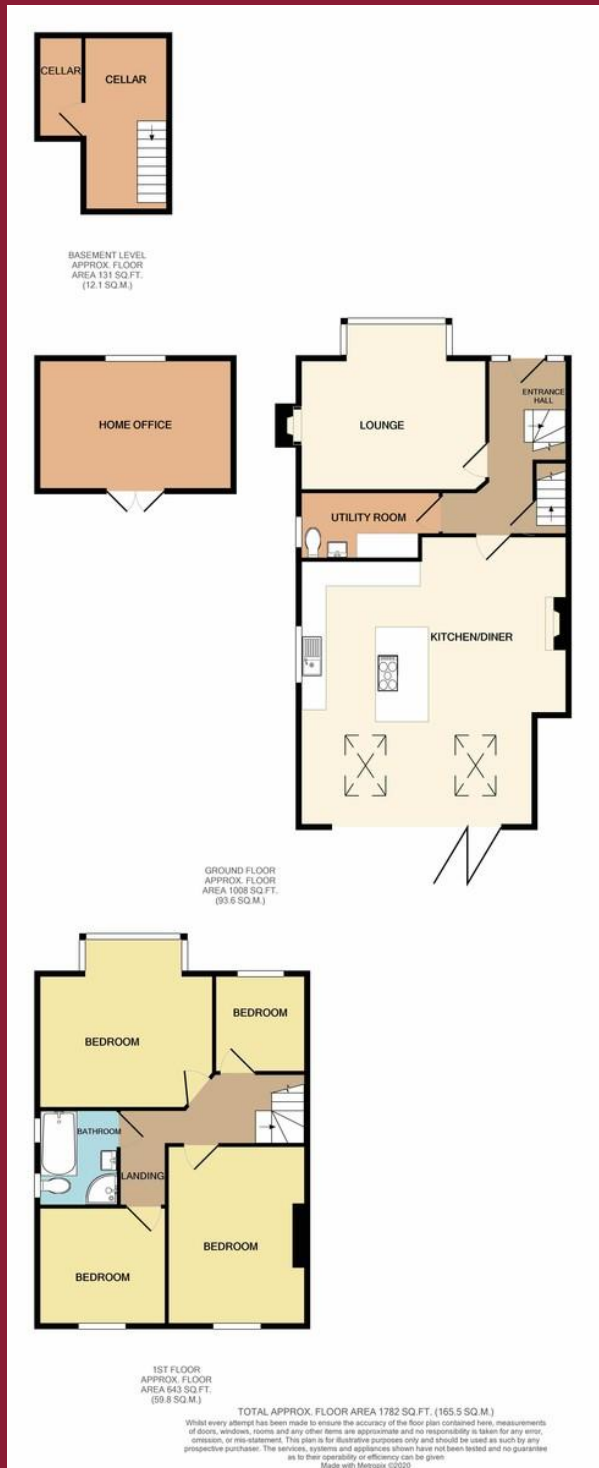 CELLAR
CELLAR
BASEMENT LEVEL
APPROX. FLOOR
AREA 131 SQ.FT.
(12.1 SQ.M.)
HOME OFFICE
LOUNGE
ENTRANCE
HALL
UTILITY ROOM
KITCHEN/DINER
GROUND FLOOR
APPROX. FLOOR
AREA 1008 SQ.FT.
(93.6 SQ.M.)
BEDROOM
BEDROOM
BATHROOM
LANDING
BEDROOM
BEDROOM
1ST FLOOR
APPROX. FLOOR
AREA 643 SQ.FT.
(59.8 SQ.M.)
TOTAL APPROX. FLOOR AREA 1782 SQ.FT. (165.5 SQ.M.)
Whilst every attempt has been made to ensure the accuracy of the floor plan contained here, measurements
of doors, windows, rooms and any other items are approximate and no responsibility is taken for any error,
omission, or mis-statement. This plan is for illustrative purposes only and should be used as such by any
prospective purchaser. The services, systems and appliances shown have not been tested and no guarantee
as to their operability or efficiency can be given
Made with Metropix ©2020